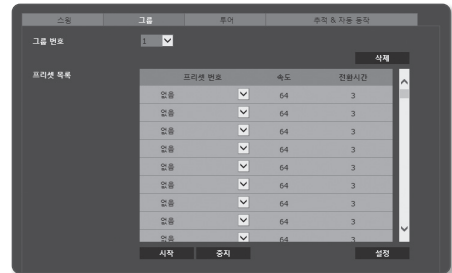 스윙 그룹 투어 추적 & 자동 동작
그룹 번호 1
삭제
프리셋 목록 프리셋 번호 속도 전환시간
없음 64 3
없음 64 3
없음 64 3
없음 64 3
없음 64 3
없음 64 3
없음 64 3
없음 64 3
시작 중지 설정